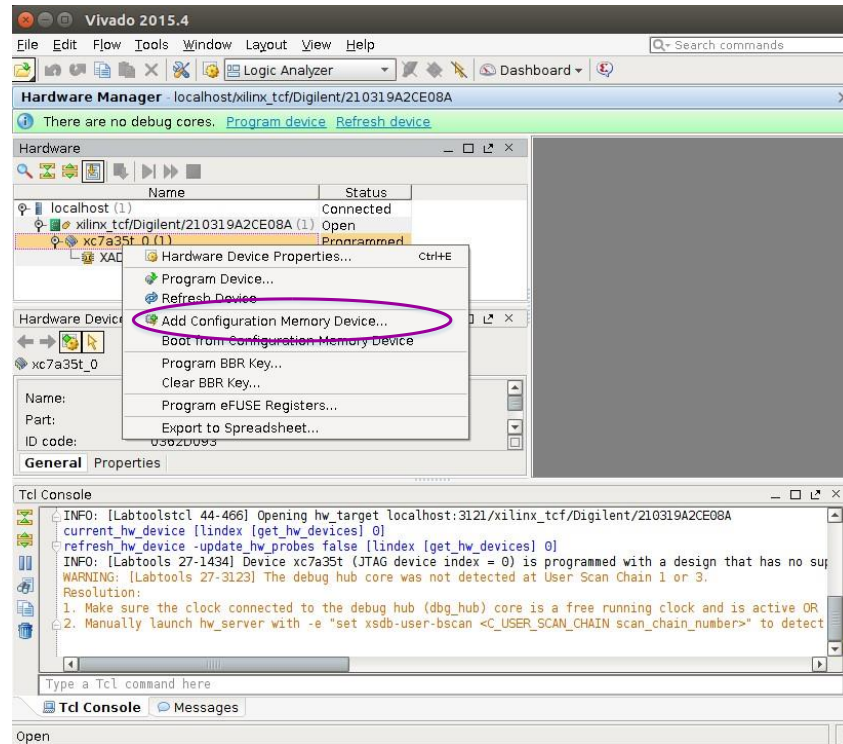 Vivado 2015.4
File Edit Flow Tools Window Layout View Help
Search commands
Logic Analyzer Dashboard
Hardware Manager - localhost/xilinx_tcf/Digilent/210319A2CE08A
There are no debug cores. Program device Refresh device
Hardware
Name Status
localhost (1) Connected
xilinx_tcf/Digilent/210319A2CE08A (1) Open
xc7a35t_0 (1) Programmed
XAD
Hardware Device Properties... Ctrl+E
Program Device...
Refresh Device
Add Configuration Memory Device...
Boot from Configuration Memory Device
Program BBR Key...
Clear BBR Key...
Program eFUSE Registers...
Export to Spreadsheet...
Hardware Device
xc7a35t_0
Name:
Part:
ID code: 0362D093
General Properties
Tcl Console
INFO: [Labtoolstcl 44-466] Opening hw_target localhost:3121/xilinx_tcf/Digilent/210319A2CE08A
current_hw_device [lindex [get_hw_devices] 0]
refresh_hw_device -update_hw_probes false [lindex [get_hw_devices] 0]
INFO: [Labtools 27-1434] Device xc7a35t (JTAG device index = 0) is programmed with a design that has no sup
WARNING: [Labtools 27-3123] The debug hub core was not detected at User Scan Chain 1 or 3.
Resolution:
1. Make sure the clock connected to the debug hub (dbg_hub) core is a free running clock and is active OR
2. Manually launch hw_server with -e "set xsdb-user-bscan <C_USER_SCAN_CHAIN scan_chain_number>" to detect
Type a Tcl command here
Tcl Console Messages
Open